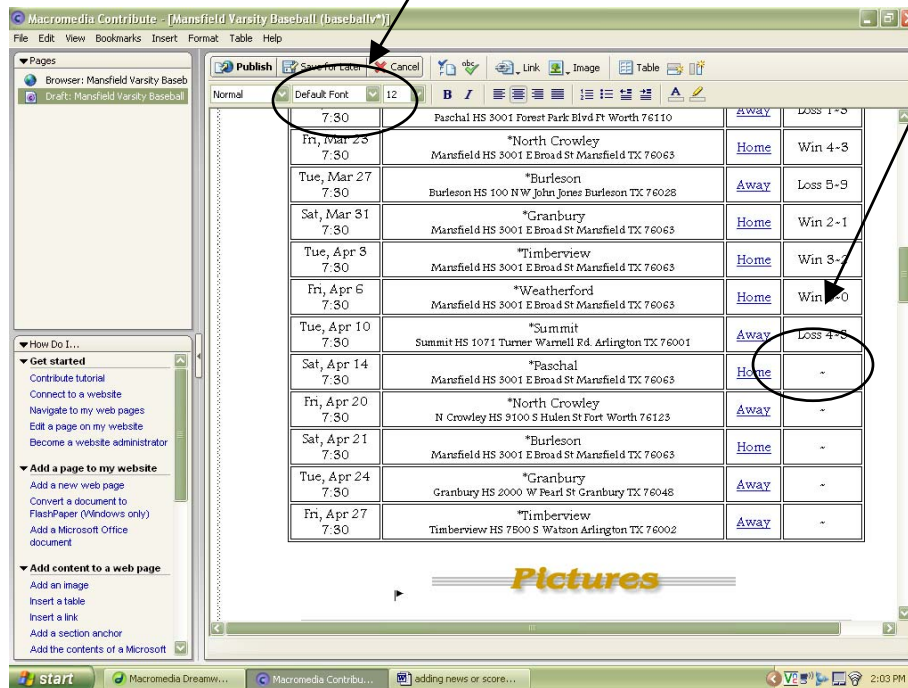 Macromedia Contribute - [Mansfield Varsity Baseball (baseballv*)]
File Edit View Bookmarks Insert Format Table Help
Pages
Browser: Mansfield Varsity Baseb
Draft: Mansfield Varsity Baseball
Publish Save for Later Cancel Link Image Table
Normal Default Font 12 B I
7:30 Paschal HS 3001 Forest Park Blvd Ft Worth 76110 Away Loss 1~3
Fri, Mar 23 *North Crowley
7:30 Mansfield HS 3001 E Broad St Mansfield TX 76063 Home Win 4~3
Tue, Mar 27 *Burleson
7:30 Burleson HS 100 NW John Jones Burleson TX 76028 Away Loss 5~9
Sat, Mar 31 *Granbury
7:30 Mansfield HS 3001 E Broad St Mansfield TX 76063 Home Win 2~1
Tue, Apr 3 *Timberview
7:30 Mansfield HS 3001 E Broad St Mansfield TX 76063 Home Win 3~2
Fri, Apr 6 *Weatherford
7:30 Mansfield HS 3001 E Broad St Mansfield TX 76063 Home Win ~0
Tue, Apr 10 *Summit
7:30 Summit HS 1071 Turner Warnell Rd. Arlington TX 76001 Away Loss
Sat, Apr 14 *Paschal
7:30 Mansfield HS 3001 E Broad St Mansfield TX 76063 Home ~
Fri, Apr 20 *North Crowley
7:30 N Crowley HS 9100 S Hulen St Fort Worth 76123 Away ~
Sat, Apr 21 *Burleson
7:30 Mansfield HS 3001 E Broad St Mansfield TX 76063 Home ~
Tue, Apr 24 *Granbury
7:30 Granbury HS 2000 W Pearl St Granbury TX 76048 Away ~
Fri, Apr 27 *Timberview
7:30 Timberview HS 7500 S Watson Arlington TX 76002 Away ~
Pictures
How Do I...
Get started
Contribute tutorial
Connect to a website
Navigate to my web pages
Edit a page on my website
Become a website administrator
Add a page to my website
Add a new web page
Convert a document to
FlashPaper (Windows only)
Add a Microsoft Office
document
Add content to a web page
Add an image
Insert a table
Insert a link
Add a section anchor
Add the contents of a Microsoft
start Macromedia Dreamw... Macromedia Contribu... adding news or score... 2:03 PM